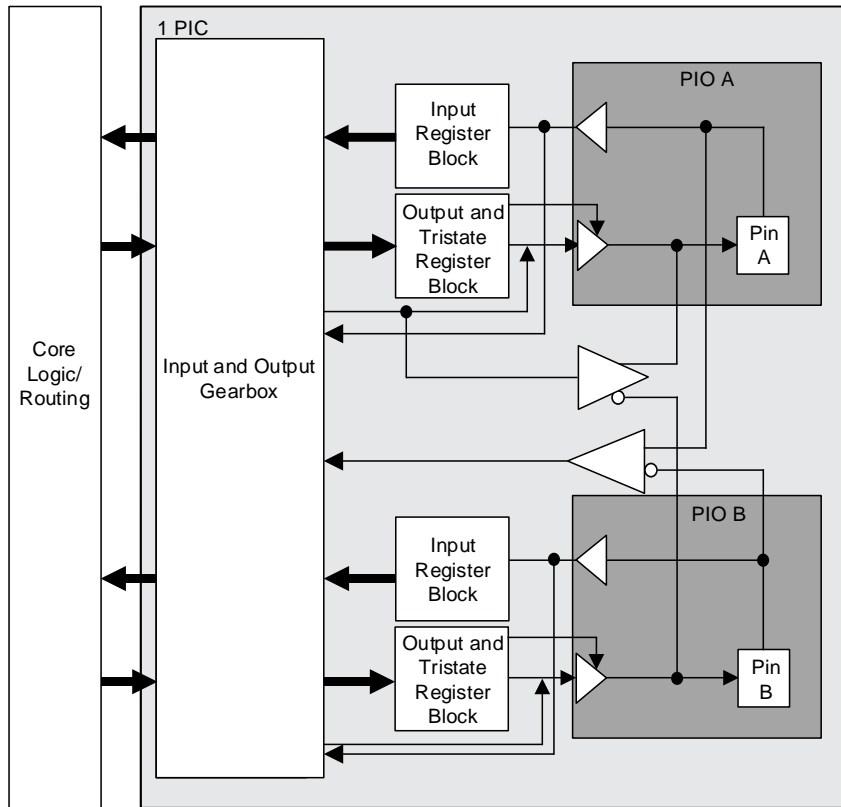 1 PIC
PIO A
Input
Register
Block
Output and
Tristate
Register
Block
Pin
A
Core
Logic/
Routing
Input and Output
Gearbox
PIO B
Input
Register
Block
Output and
Tristate
Register
Block
Pin
B